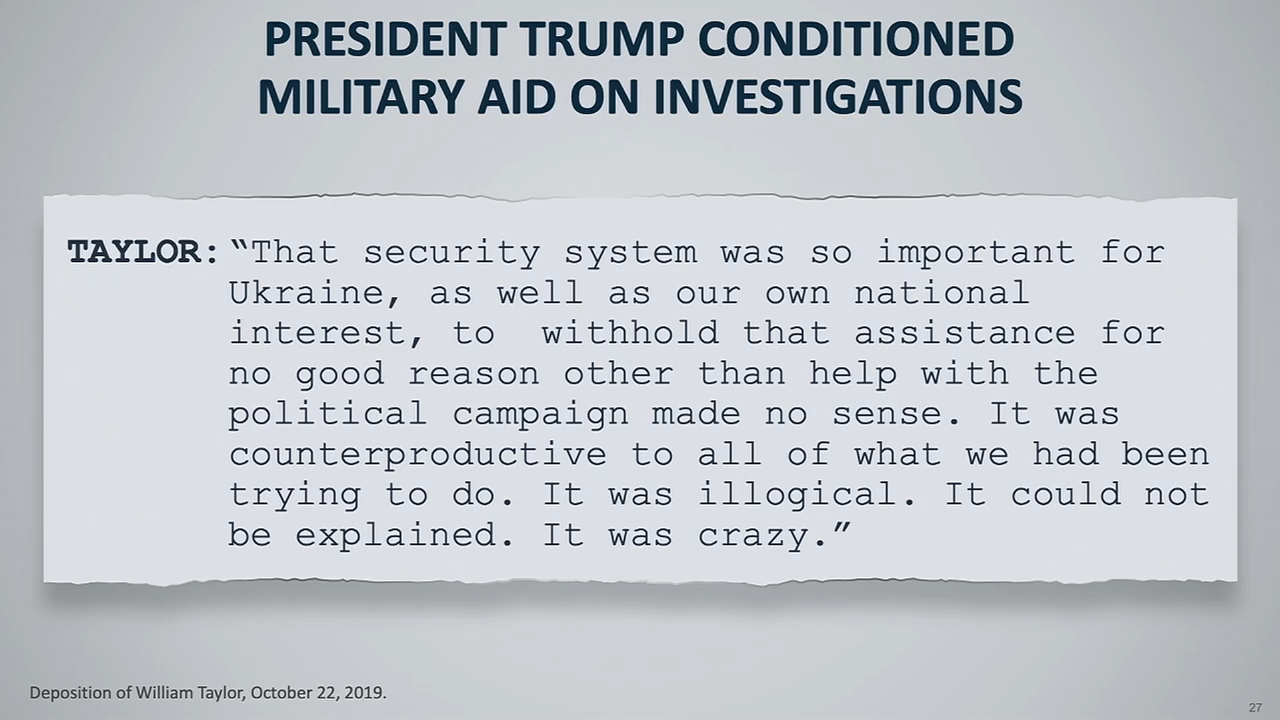 PRESIDENT TRUMP CONDITIONED
MILITARY AID ON INVESTIGATIONS
TAYLOR: “That security system was so important for
Ukraine, as well as our own national
interest, to  withhold that assistance for
no good reason other than help with the
political campaign made no sense. It was
counterproductive to all of what we had been
trying to do. It was illogical. It could not
be explained. It was crazy.”
Deposition of William Taylor, October 22, 2019.
27